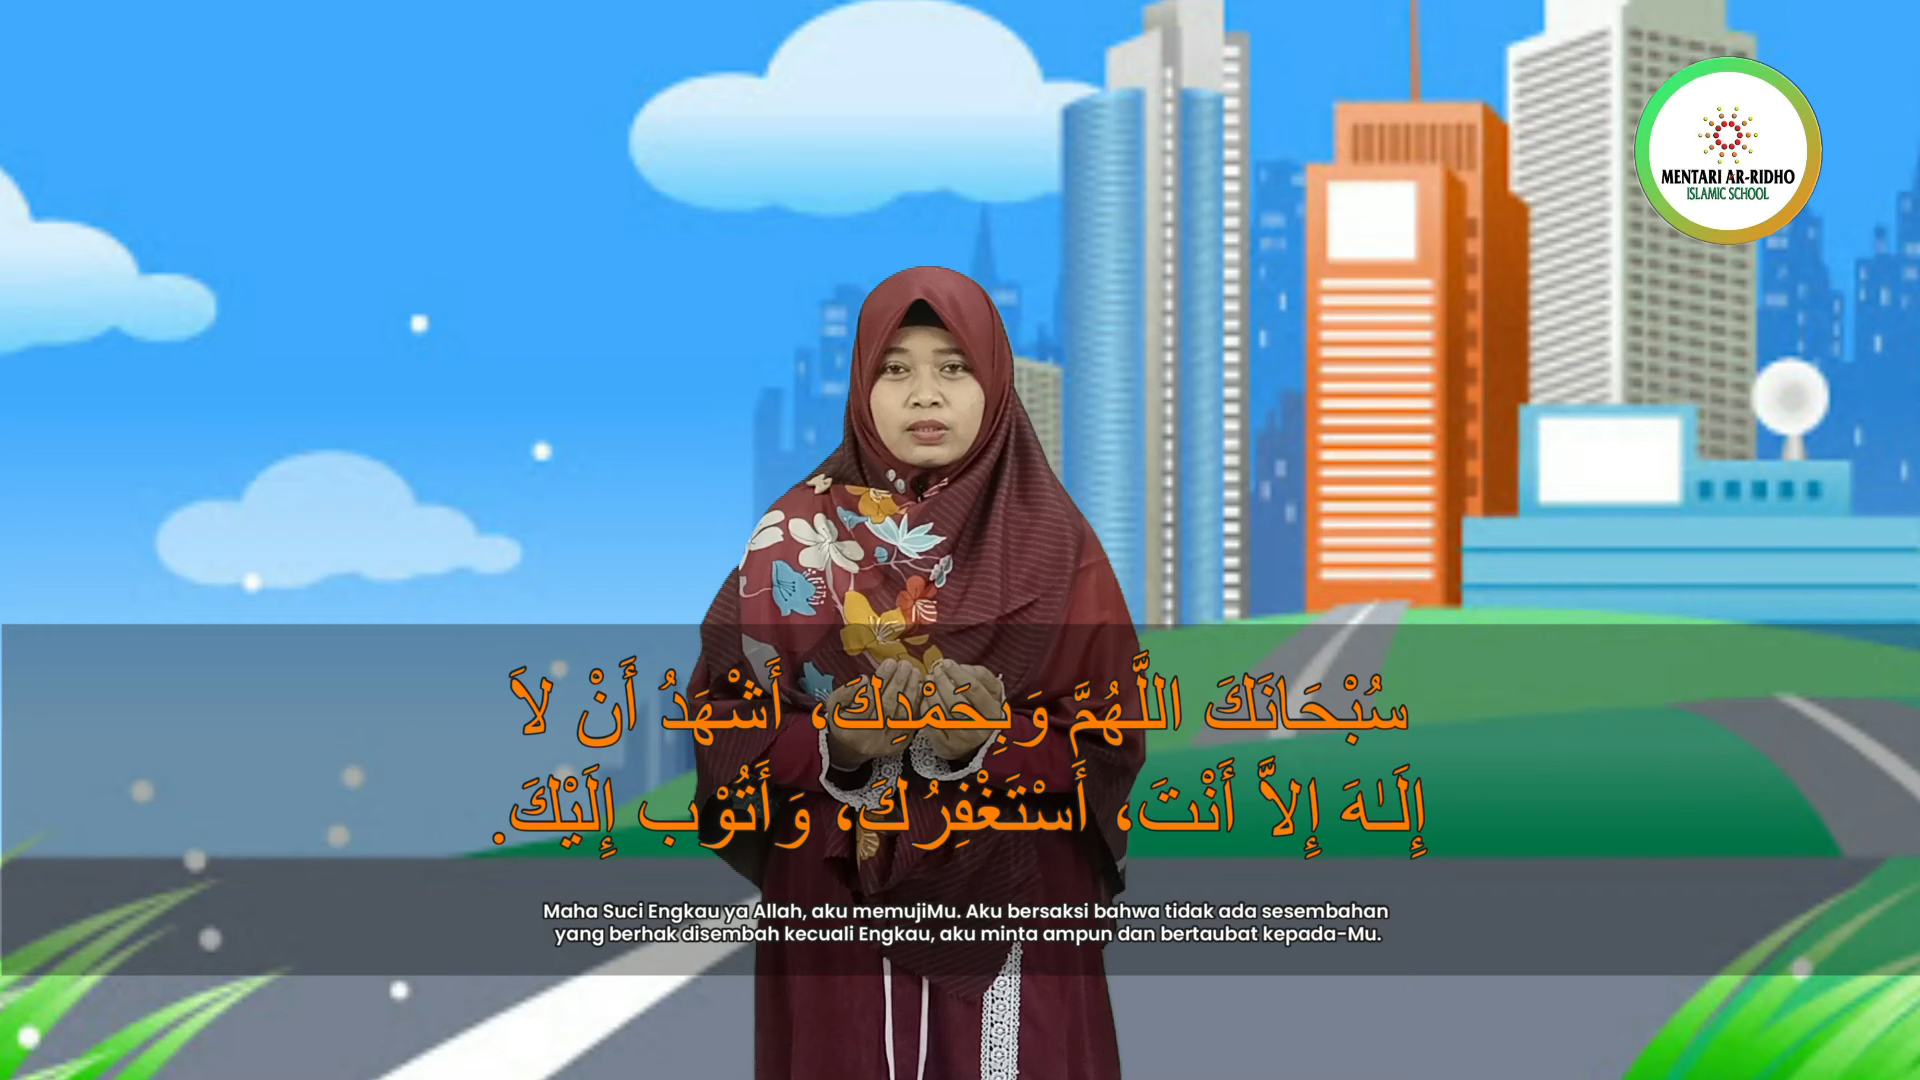 MENTARI AR-RIDHO
ISLAMIC SCHOOL
سُبْحَانَكَ اللَّهُمَّ وَبِحَمْدِكَ، أَشْهَدُ أَنْ لاَ
إِلَـٰهَ إِلاَّ أَنْتَ، أَسْتَغْفِرُكَ، وَأَتُوْبُ إِلَيْكَ.
Maha Suci Engkau ya Allah, aku memujiMu. Aku bersaksi bahwa tidak ada sesembahan
yang berhak disembah kecuali Engkau, aku minta ampun dan bertaubat kepada-Mu.